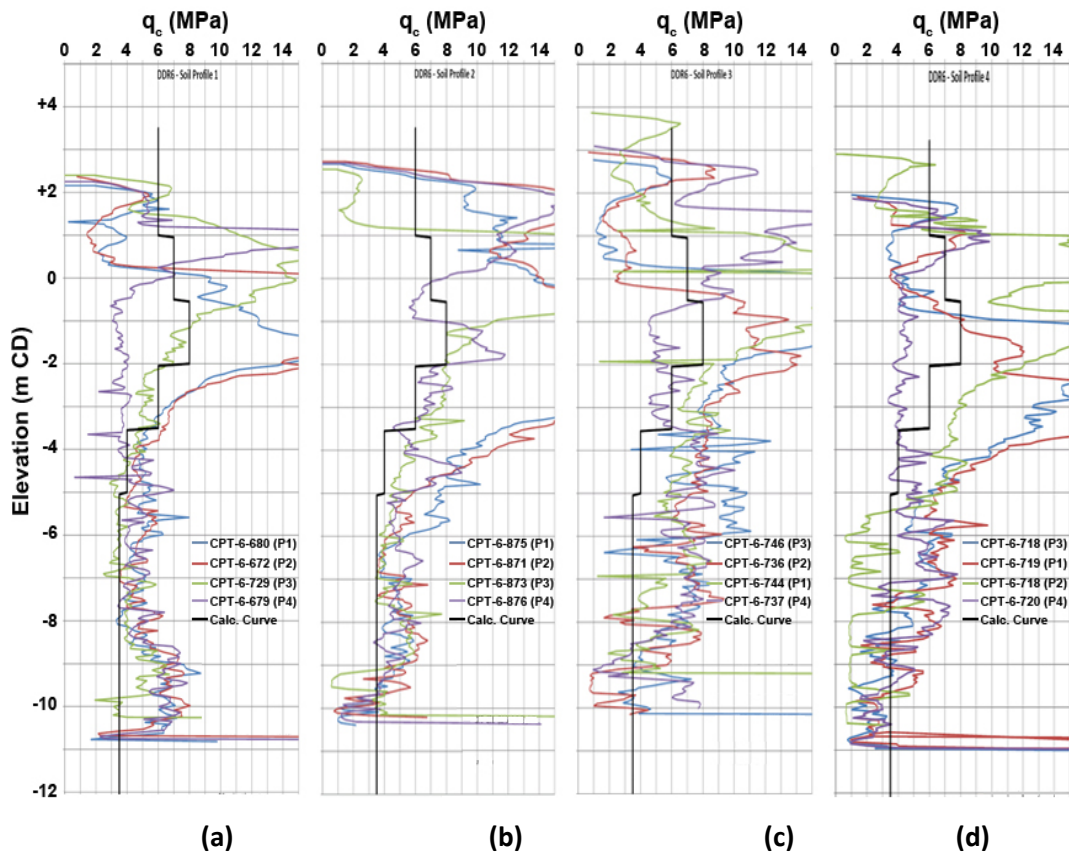 q_c (MPa) q_c (MPa) q_c (MPa) q_c (MPa)
0 2 4 6 8 10 12 14 0 2 4 6 8 10 12 14 0 2 4 6 8 10 12 14 0 2 4 6 8 10 12 14
DDR6 - Soil Profile 1 DDR6 - Soil Profile 2 DDR6 - Soil Profile 3 DDR6 - Soil Profile 4
+4
+2
0
-2
-4
-6
-8
-10
-12
Elevation (m CD)
CPT-6-680 (P1)
CPT-6-672 (P2)
CPT-6-729 (P3)
CPT-6-679 (P4)
Calc. Curve
CPT-6-875 (P1)
CPT-6-871 (P2)
CPT-6-873 (P3)
CPT-6-876 (P4)
Calc. Curve
CPT-6-746 (P3)
CPT-6-736 (P2)
CPT-6-744 (P1)
CPT-6-737 (P4)
Calc. Curve
CPT-6-718 (P3)
CPT-6-719 (P1)
CPT-6-718 (P2)
CPT-6-720 (P4)
Calc. Curve
(a) (b) (c) (d)